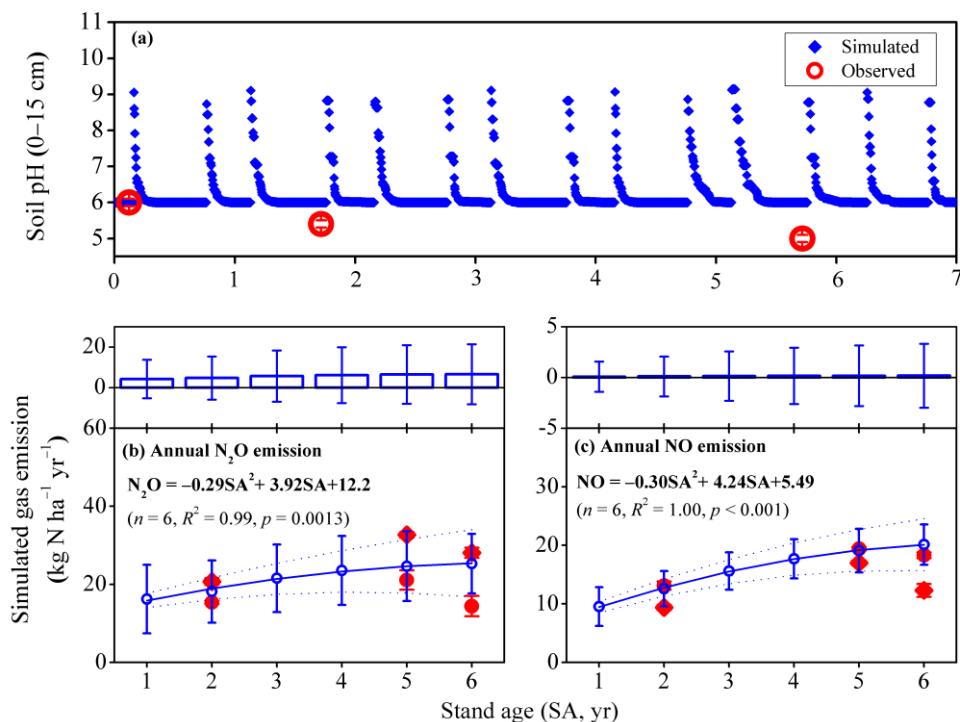 (a)
Simulated
Observed
Soil pH (0–15 cm)
11
10
9
8
7
6
5
0 1 2 3 4 5 6 7
20
0
60
40
20
0
5
0
-5
30
20
10
0
(b) Annual N₂O emission
N₂O = –0.29SA²+ 3.92SA+12.2
(n = 6, R² = 0.99, p = 0.0013)
(c) Annual NO emission
NO = –0.30SA²+ 4.24SA+5.49
(n = 6, R² = 1.00, p < 0.001)
Simulated gas emission
(kg N ha⁻¹ yr⁻¹)
1 2 3 4 5 6
1 2 3 4 5 6
Stand age (SA, yr)